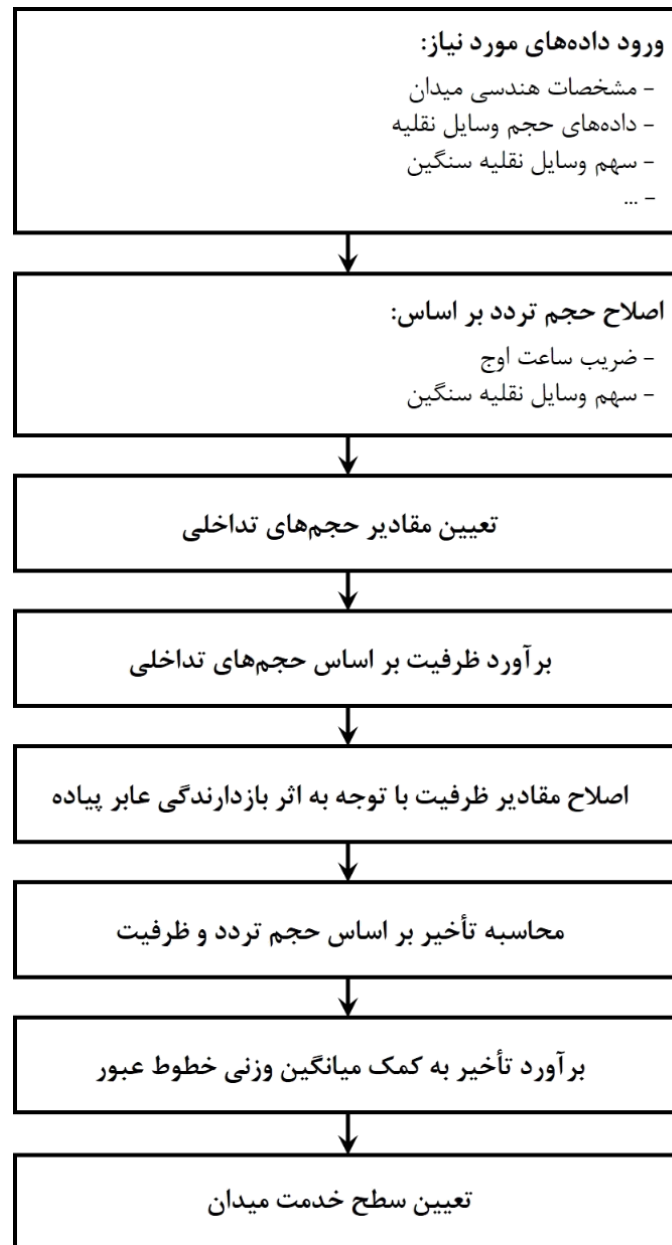 ورود داده‌های مورد نیاز:
- مشخصات هندسی میدان
- داده‌های حجم وسایل نقلیه
- سهم وسایل نقلیه سنگین
- ...
اصلاح حجم تردد بر اساس:
- ضریب ساعت اوج
- سهم وسایل نقلیه سنگین
تعیین مقادیر حجم‌های تداخلی
برآورد ظرفیت بر اساس حجم‌های تداخلی
اصلاح مقادیر ظرفیت با توجه به اثر بازدارندگی عابر پیاده
محاسبه تأخیر بر اساس حجم تردد و ظرفیت
برآورد تأخیر به کمک میانگین وزنی خطوط عبور
تعیین سطح خدمت میدان